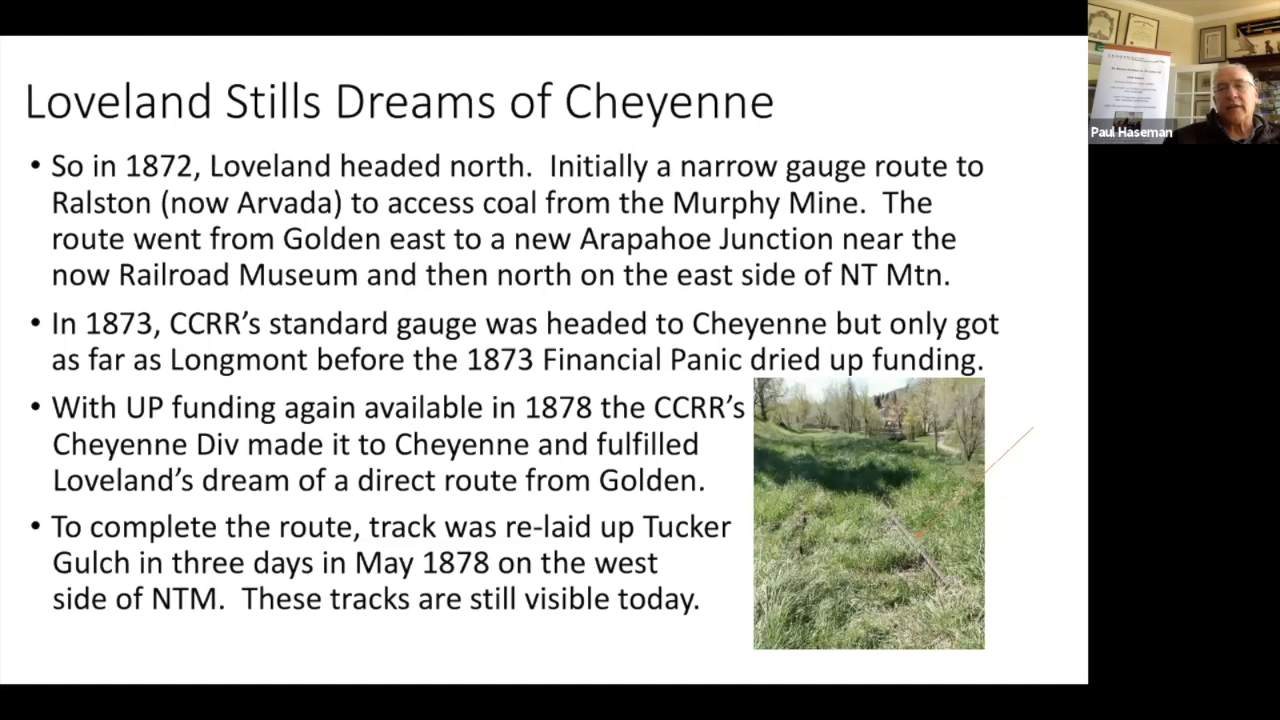 Loveland Stills Dreams of Cheyenne
• So in 1872, Loveland headed north. Initially a narrow gauge route to
Ralston (now Arvada) to access coal from the Murphy Mine. The
route went from Golden east to a new Arapahoe Junction near the
now Railroad Museum and then north on the east side of NT Mtn.
• In 1873, CCRR’s standard gauge was headed to Cheyenne but only got
as far as Longmont before the 1873 Financial Panic dried up funding.
• With UP funding again available in 1878 the CCRR’s
Cheyenne Div made it to Cheyenne and fulfilled
Loveland’s dream of a direct route from Golden.
• To complete the route, track was re-laid up Tucker
Gulch in three days in May 1878 on the west
side of NTM. These tracks are still visible today.
Paul Haseman